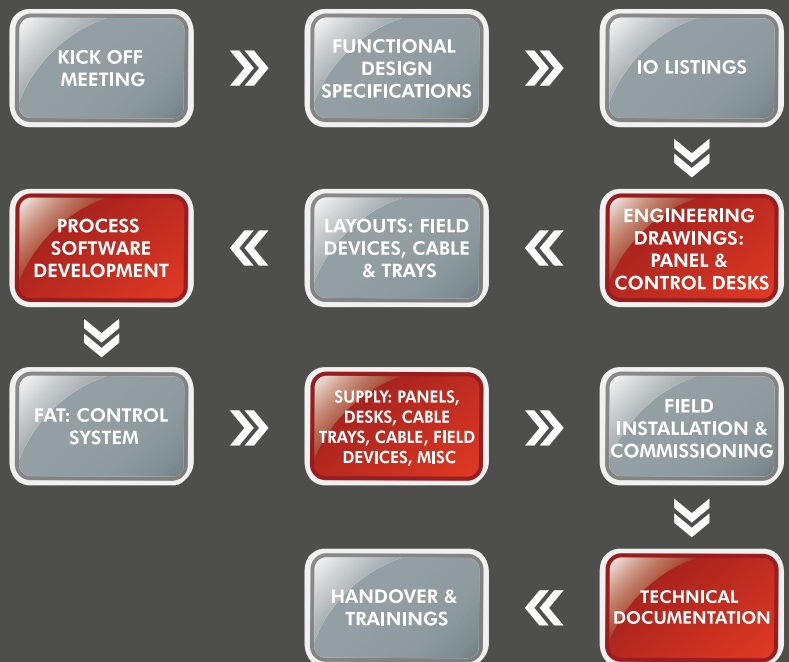 KICK OFF
MEETING
FUNCTIONAL
DESIGN
SPECIFICATIONS
IO LISTINGS
ENGINEERING
DRAWINGS:
PANEL &
CONTROL DESKS
LAYOUTS: FIELD
DEVICES, CABLE
& TRAYS
PROCESS
SOFTWARE
DEVELOPMENT
FAT: CONTROL
SYSTEM
SUPPLY: PANELS,
DESKS, CABLE
TRAYS, CABLE, FIELD
DEVICES, MISC
FIELD
INSTALLATION &
COMMISSIONING
TECHNICAL
DOCUMENTATION
HANDOVER &
TRAININGS